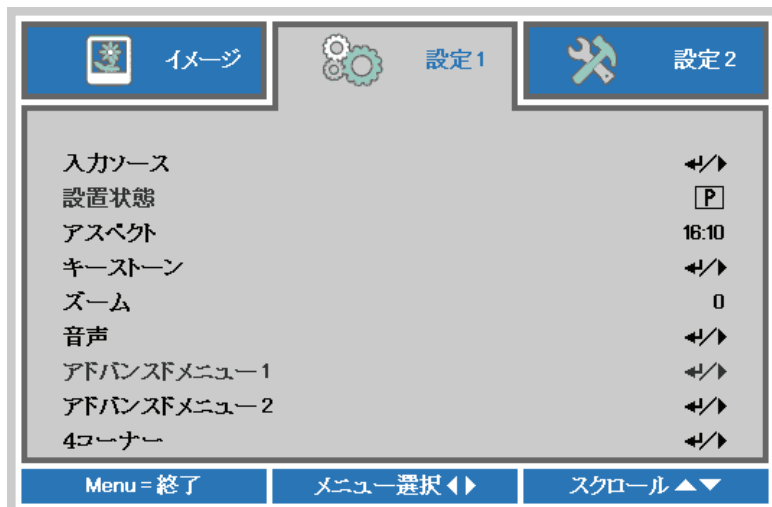 イメージ 設定1 設定2
入力ソース ↵/▶
設置状態 P
アスペクト 16:10
キーストーン ↵/▶
ズーム 0
音声 ↵/▶
アドバンスドメニュー1 ↵/▶
アドバンスドメニュー2 ↵/▶
4コーナー ↵/▶
Menu = 終了 メニュー選択◀▶ スクロール▲▼